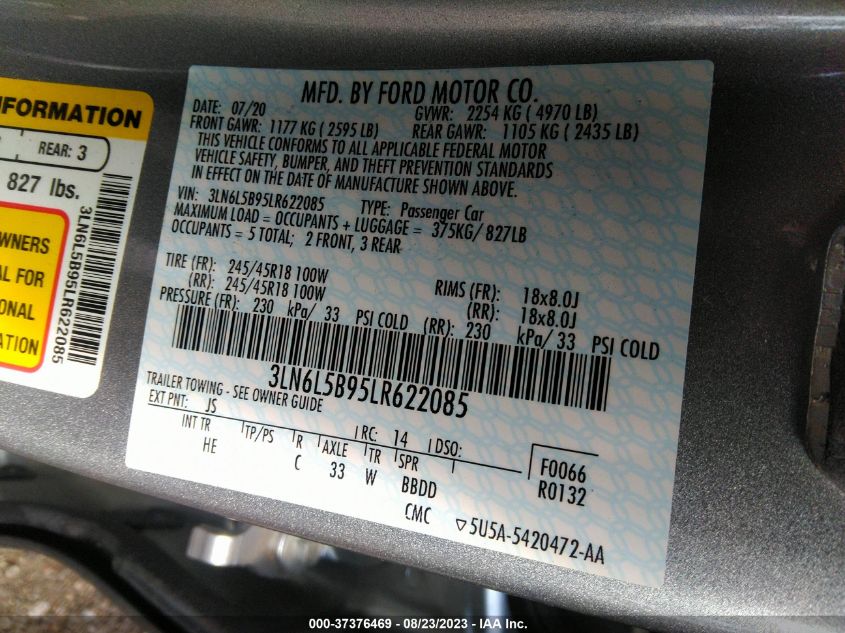 INFORMATION
REAR: 3
827 lbs.
3LN6L5B95LR622085
MFD. BY FORD MOTOR CO.
DATE: 07/20 GVWR: 2254 KG ( 4970 LB)
FRONT GAWR: 1177 KG ( 2595 LB) REAR GAWR: 1105 KG ( 2435 LB)
THIS VEHICLE CONFORMS TO ALL APPLICABLE FEDERAL MOTOR
VEHICLE SAFETY, BUMPER, AND THEFT PREVENTION STANDARDS
IN EFFECT ON THE DATE OF MANUFACTURE SHOWN ABOVE.
VIN: 3LN6L5B95LR622085 TYPE: Passenger Car
MAXIMUM LOAD = OCCUPANTS + LUGGAGE = 375KG/ 827LB
OCCUPANTS = 5 TOTAL; 2 FRONT, 3 REAR
TIRE (FR): 245/45R18 100W RIMS (FR): 18x8.0J
(RR): 245/45R18 100W (RR): 18x8.0J
PRESSURE (FR): 230 kPa/ 33 PSI COLD (RR): 230 kPa/ 33 PSI COLD
3LN6L5B95LR622085
TRAILER TOWING - SEE OWNER GUIDE
EXT PNT: JS RC: 14 DSO:
INT TR TP/PS R AXLE TR SPR F0066
HE C 33 W BBDD R0132
CMC 5U5A-5420472-AA
OWNERS
AL FOR
ONAL
ATION
000-37376469 - 08/23/2023 - IAA Inc.